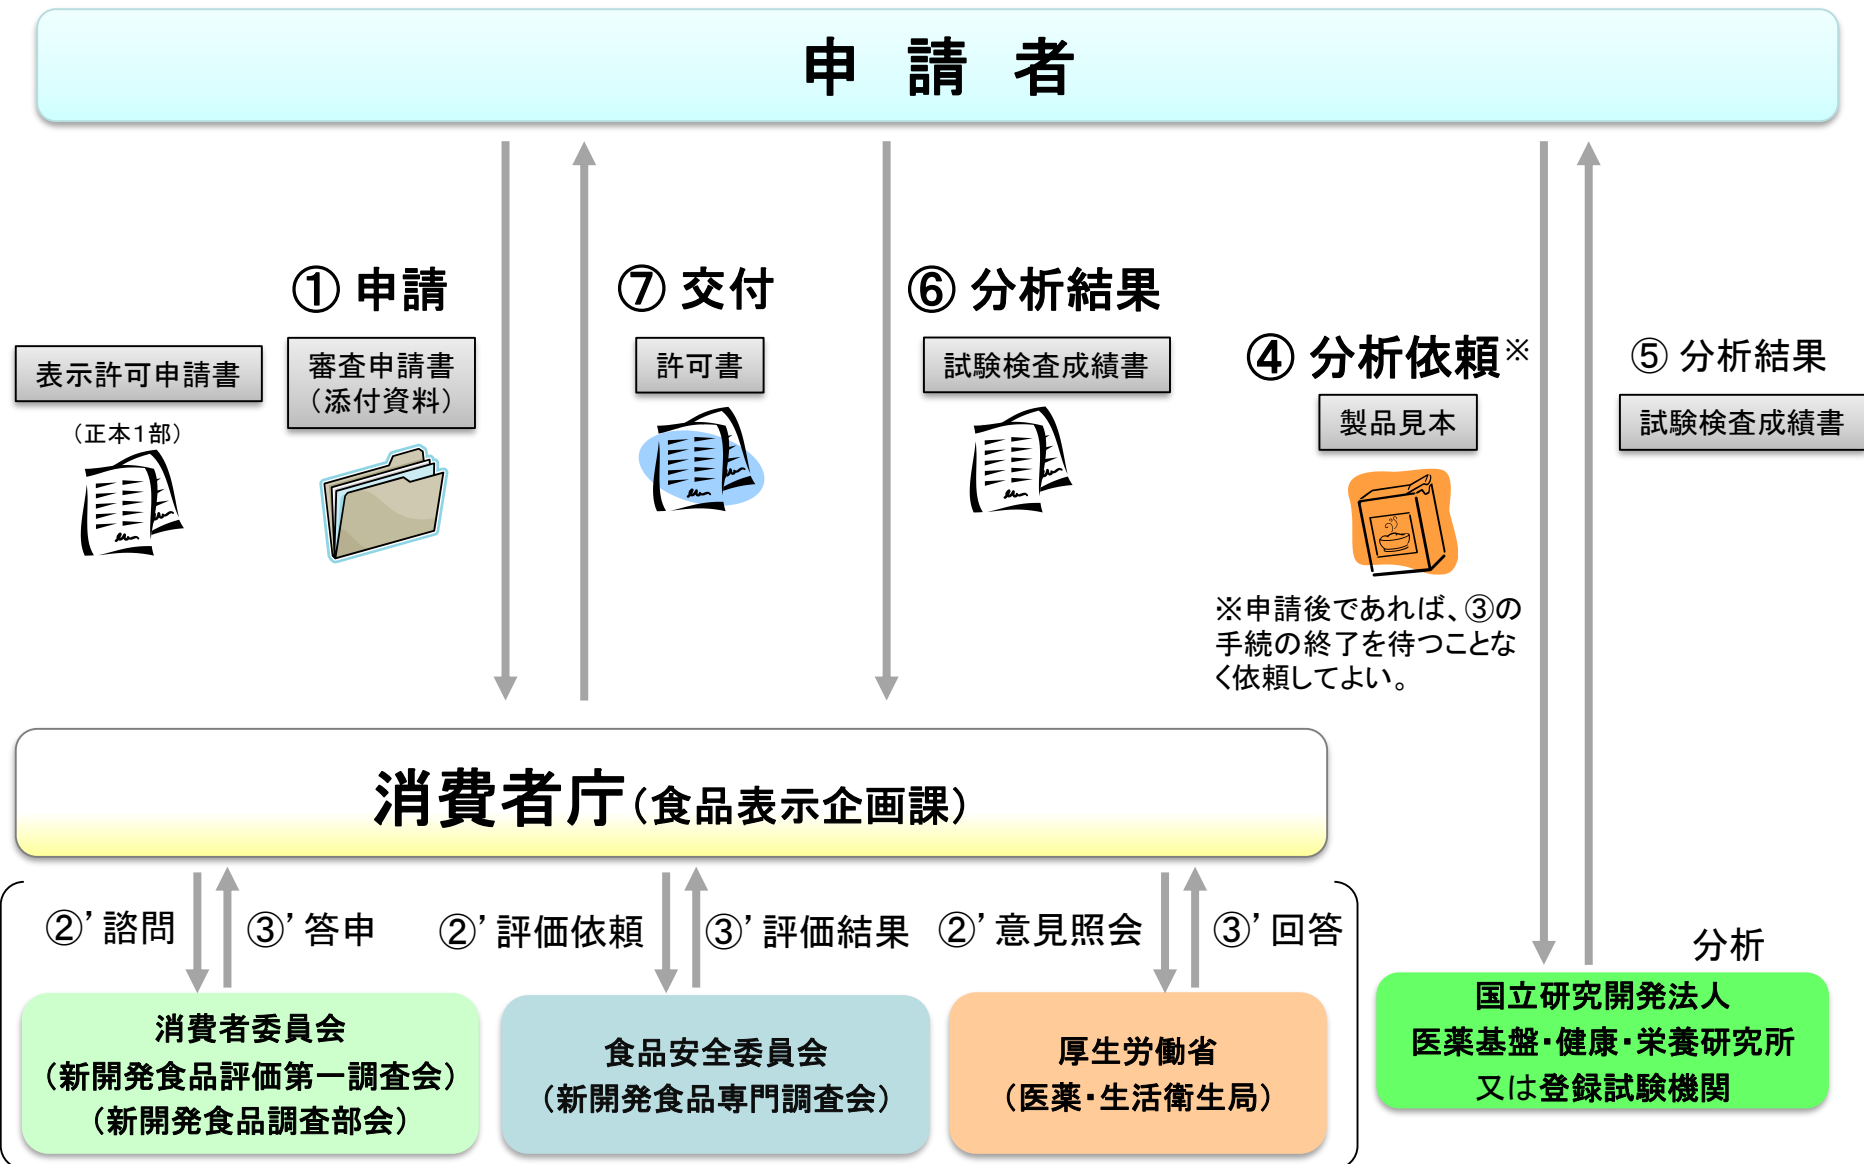 申 請 者
① 申請
⑦ 交付
⑥ 分析結果
表示許可申請書
(正本１部)
審査申請書
（添付資料）
許可書
試験検査成績書
④ 分析依頼※
製品見本
⑤ 分析結果
試験検査成績書
※申請後であれば、③の
手続の終了を待つことな
く依頼してよい。
消費者庁（食品表示企画課）
②’諮問
③’答申
②’評価依頼
③’評価結果
②’意見照会
③’回答
分析
消費者委員会
（新開発食品評価第一調査会）
（新開発食品調査部会）
食品安全委員会
（新開発食品専門調査会）
厚生労働省
（医薬・生活衛生局）
国立研究開発法人
医薬基盤・健康・栄養研究所
又は登録試験機関